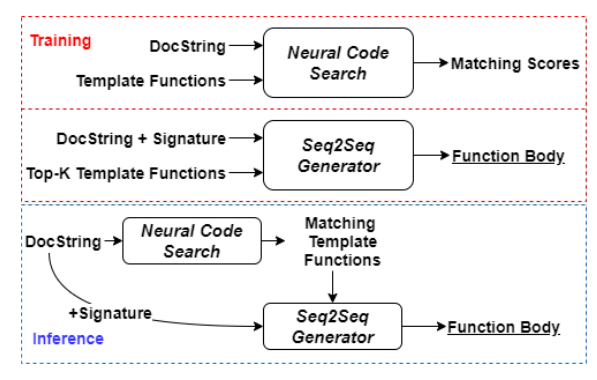 Training
DocString
Template Functions
Neural Code
Search
Matching Scores
DocString + Signature
Top-K Template Functions
Seq2Seq
Generator
Function Body
DocString
Neural Code
Search
Matching
Template
Functions
+Signature
Seq2Seq
Generator
Function Body
Inference